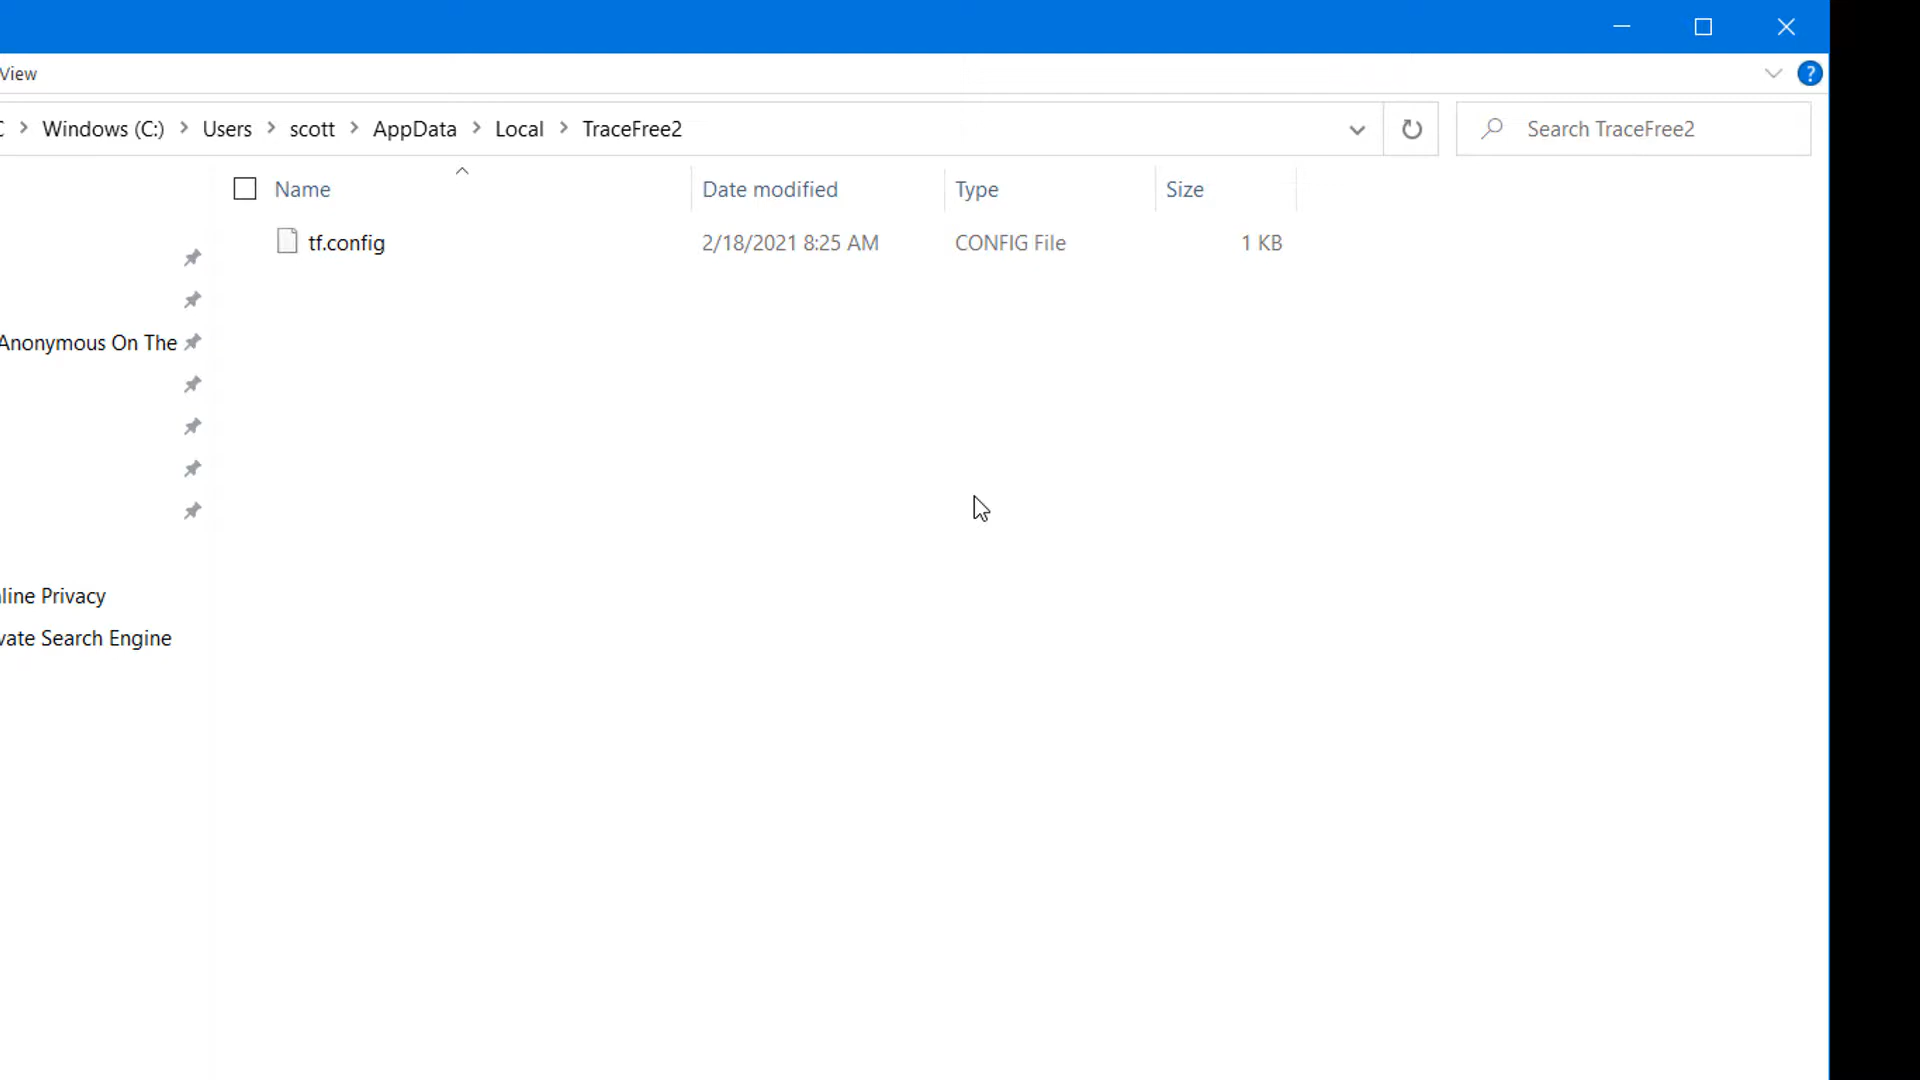 View
?
Windows (C:) > Users > scott > AppData > Local > TraceFree2
Search TraceFree2
Name Date modified Type Size
tf.config 2/18/2021 8:25 AM CONFIG File 1 KB
Anonymous On The
line Privacy
vate Search Engine